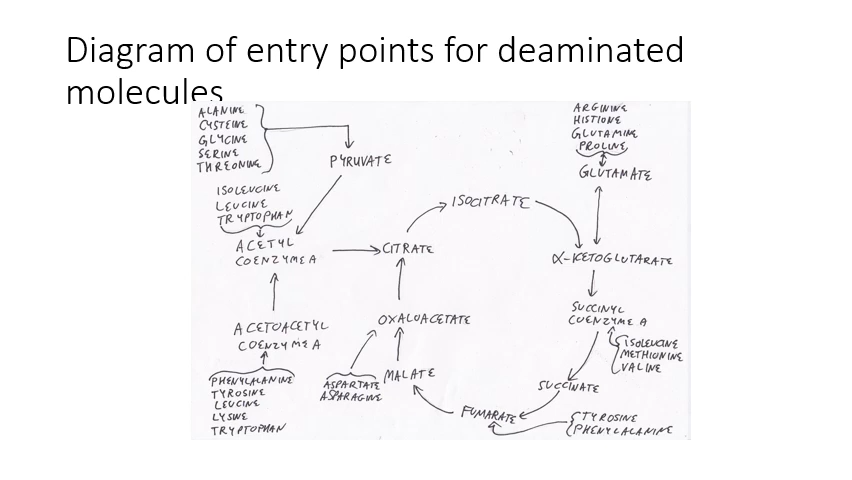 Diagram of entry points for deaminated
molecules
ALANINE
CYSTEINE
GLYCINE
SERINE
THREONINE
PYRUVATE
ISOLEUCINE
LEUCINE
TRYPTOPHAN
ACETYL
COENZYME A
ACETOACETYL
COENZYME A
PHENYLALANINE
TYROSINE
LEUCINE
LYSINE
TRYPTOPHAN
ARGININE
HISTIONE
GLUTAMINE
PROLINE
GLUTAMATE
ISOCITRATE
CITRATE
α-KETOGLUTARATE
SUCCINYL
COENZYME A
ISOLEUCINE
METHIONINE
VALINE
OXALOACETATE
MALATE
ASPARTATE
ASPARAGINE
SUCCINATE
FUMARATE
TYROSINE
PHENYLALANINE